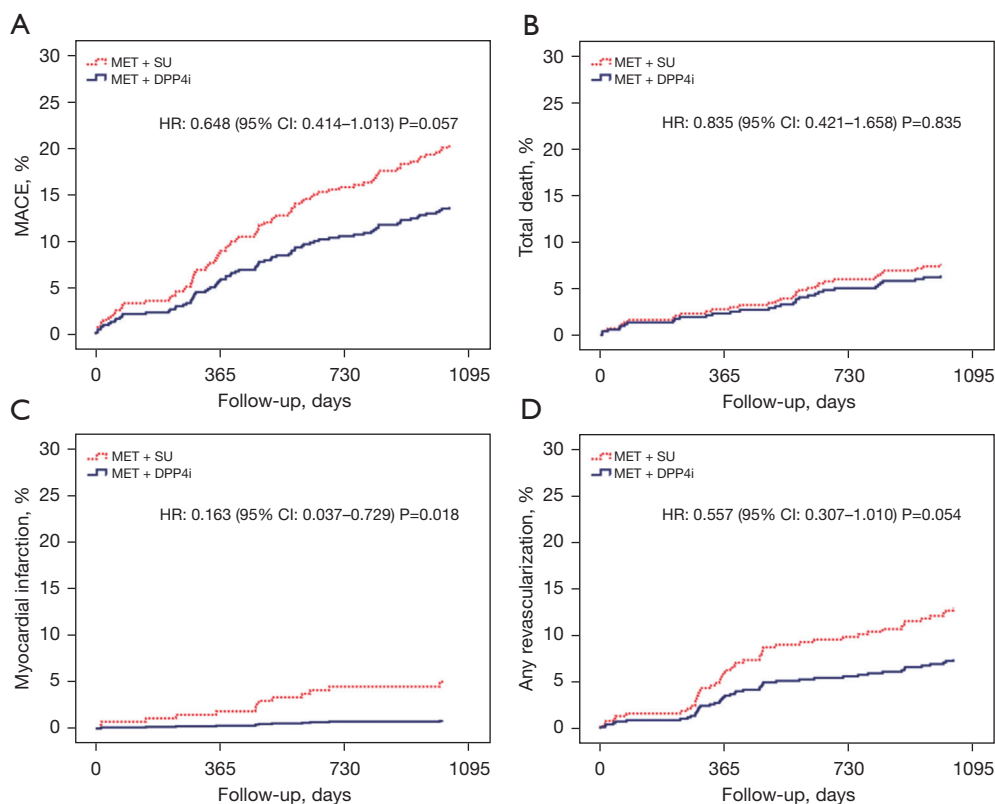 A
MACE, %
30
25
20
15
10
5
0
MET + SU
MET + DPP4i
HR: 0.648 (95% CI: 0.414–1.013) P=0.057
0 365 730 1095
Follow-up, days
B
Total death, %
30
25
20
15
10
5
0
MET + SU
MET + DPP4i
HR: 0.835 (95% CI: 0.421–1.658) P=0.835
0 365 730 1095
Follow-up, days
C
Myocardial infarction, %
30
25
20
15
10
5
0
MET + SU
MET + DPP4i
HR: 0.163 (95% CI: 0.037–0.729) P=0.018
0 365 730 1095
Follow-up, days
D
Any revascularization, %
30
25
20
15
10
5
0
MET + SU
MET + DPP4i
HR: 0.557 (95% CI: 0.307–1.010) P=0.054
0 365 730 1095
Follow-up, days